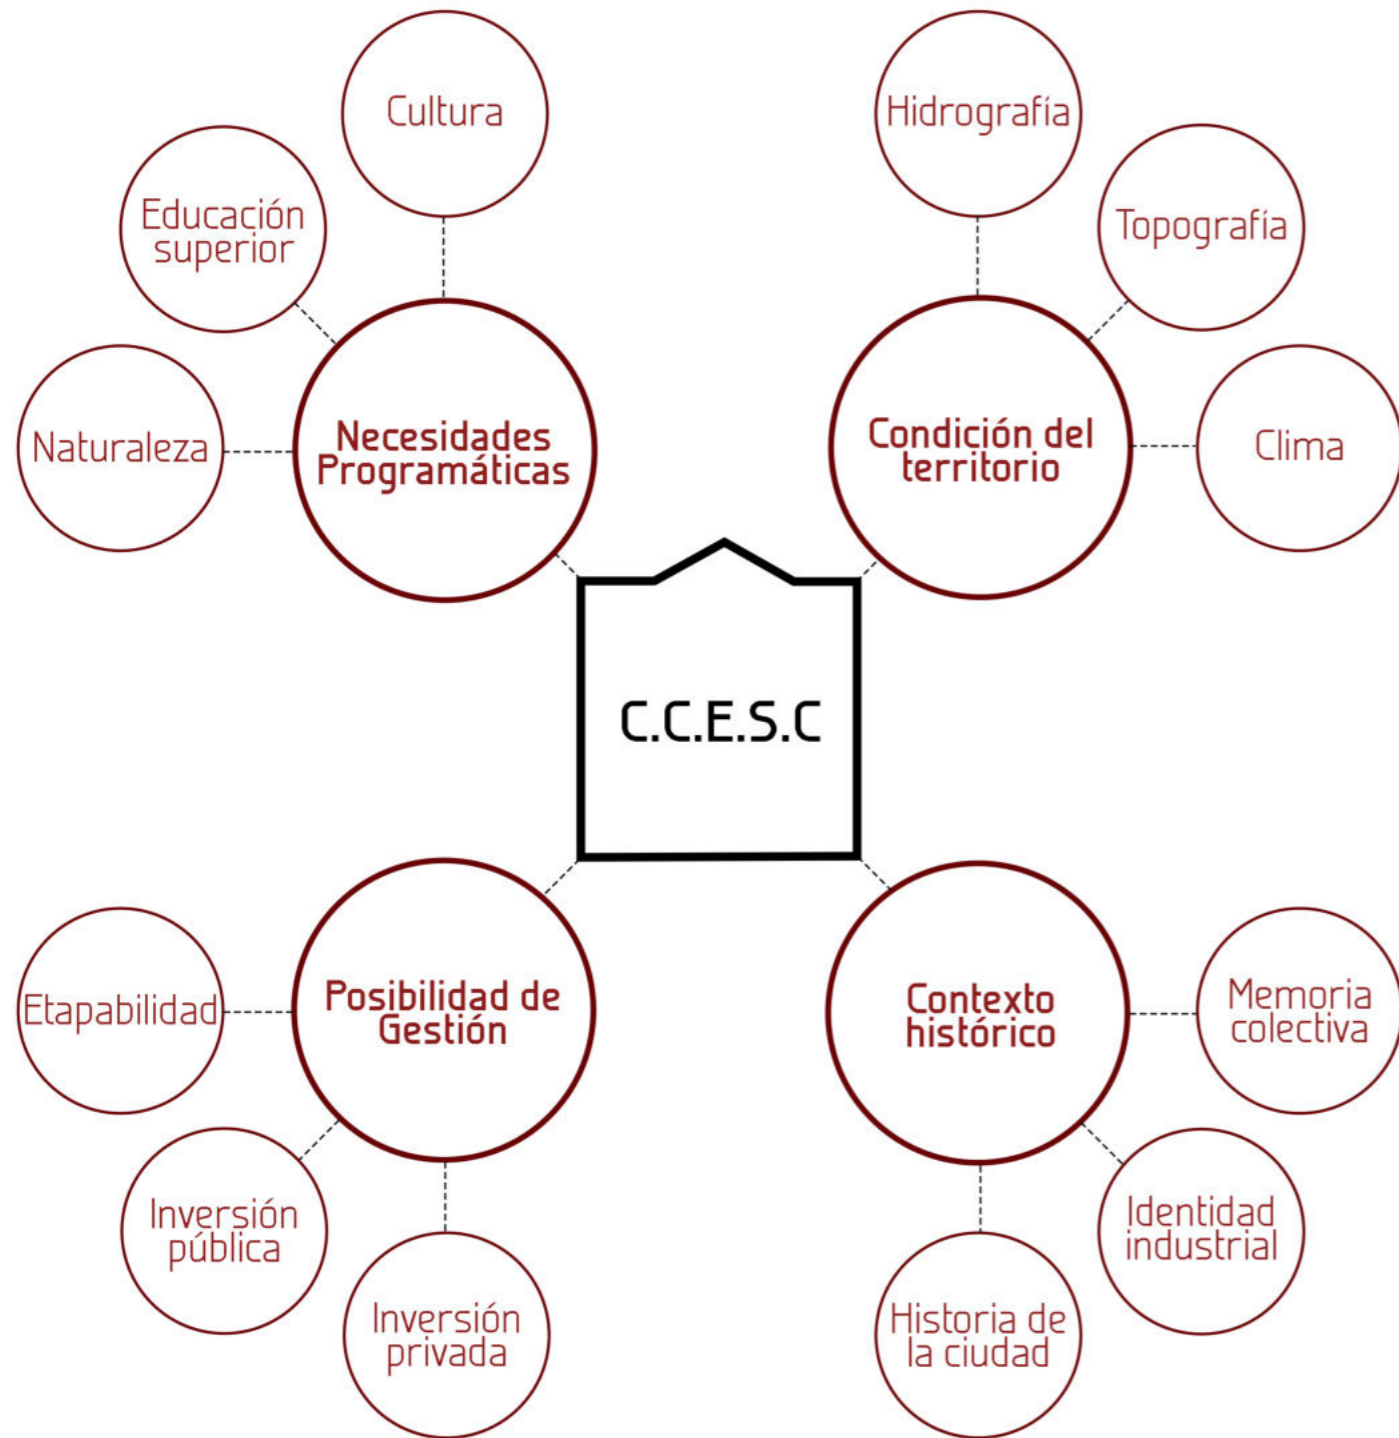 Cultura
Educación
superior
Naturaleza
Necesidades
Programáticas
Hidrografía
Topografía
Clima
Condición del
territorio
C.C.E.S.C
Posibilidad de
Gestión
Etapabilidad
Inversión
pública
Inversión
privada
Contexto
histórico
Memoria
colectiva
Identidad
industrial
Historia de
la ciudad